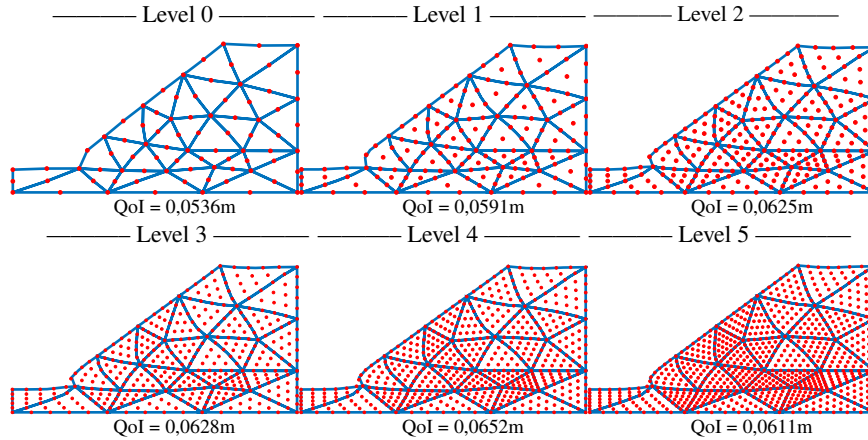 Level 0
Level 1
Level 2
QoI = 0,0536m
QoI = 0,0591m
QoI = 0,0625m
Level 3
Level 4
Level 5
QoI = 0,0628m
QoI = 0,0652m
QoI = 0,0611m